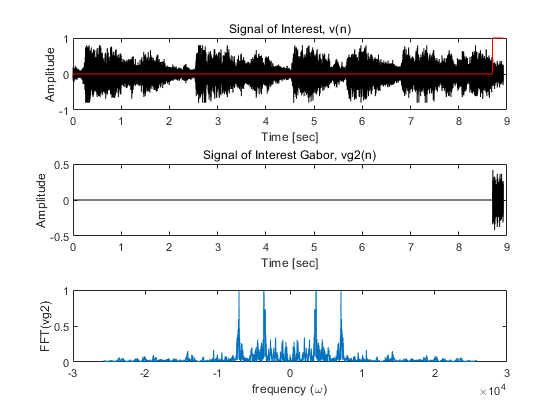 Signal of Interest, v(n)
1
0
-1
Amplitude
0 1 2 3 4 5 6 7 8 9
Time [sec]
Signal of Interest Gabor, vg2(n)
0.5
0
-0.5
Amplitude
0 1 2 3 4 5 6 7 8 9
Time [sec]
1
0.5
0
FFT(vg2)
-3 -2 -1 0 1 2 3
frequency (ω)
×10⁴